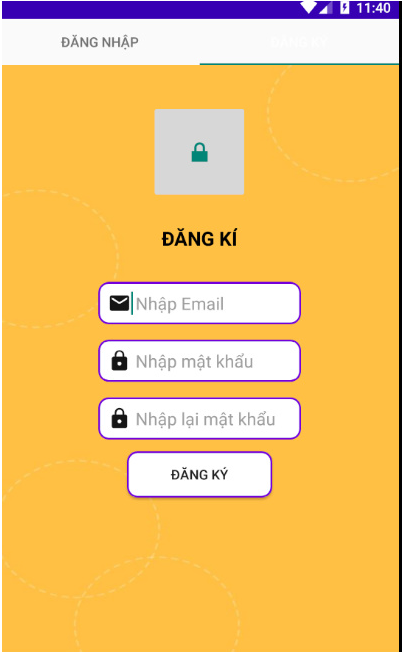 11:40
ĐĂNG NHẬP
ĐĂNG KÝ
ĐĂNG KÍ
Nhập Email
Nhập mật khẩu
Nhập lại mật khẩu
ĐĂNG KÝ